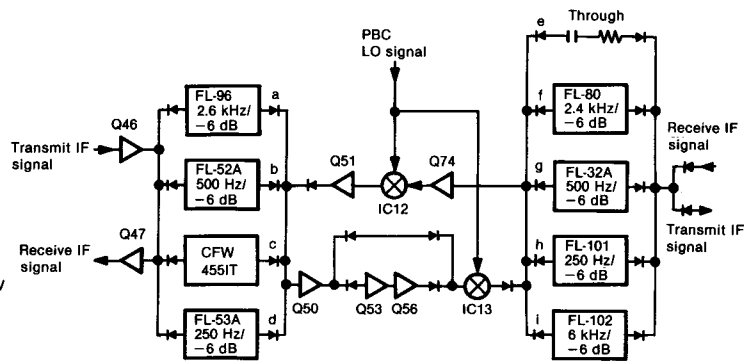 Through
PBC
LO signal
e
FL-96
2.6 kHz/
−6 dB
a
f
FL-80
2.4 kHz/
−6 dB
Q46
Transmit IF
signal
Receive IF
signal
FL-52A
500 Hz/
−6 dB
b
Q51
Q74
IC12
g
FL-32A
500 Hz/
−6 dB
Transmit IF
signal
Receive IF
signal
Q47
CFW
455IT
c
h
FL-101
250 Hz/
−6 dB
Q50
Q53
Q56
IC13
FL-53A
250 Hz/
−6 dB
d
i
FL-102
6 kHz/
−6 dB